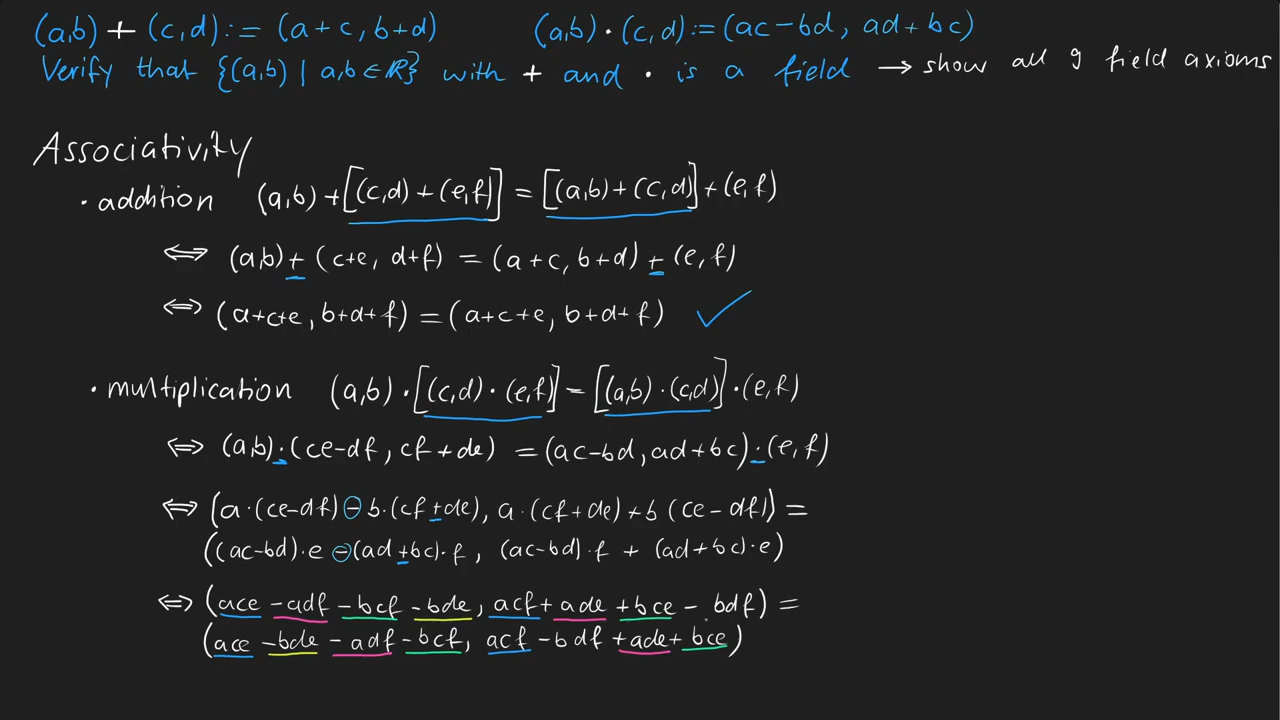 (a,b) + (c,d) := (a+c, b+d) (a,b) · (c,d) := (ac-bd, ad+bc)
Verify that {(a,b) | a,b ∈ ℝ} with + and · is a field → show all 9 field axioms
Associativity
· addition (a,b) + [(c,d) + (e,f)] = [(a,b) + (c,d)] + (e,f)
⟺ (a,b) + (c+e, d+f) = (a+c, b+d) + (e,f)
⟺ (a+c+e, b+d+f) = (a+c+e, b+d+f) ✓
· multiplication (a,b) · [(c,d) · (e,f)] = [(a,b) · (c,d)] · (e,f)
⟺ (a,b) · (ce-df, cf+de) = (ac-bd, ad+bc) · (e,f)
⟺ (a·(ce-df) ⊖ b·(cf+de), a·(cf+de)+b(ce-df)) =
((ac-bd)·e ⊖ (ad+bc)·f, (ac-bd)·f + (ad+bc)·e)
⟺ (ace -adf -bcf -bde, acf+ade+bce-bdf) =
(ace -bde -adf -bcf, acf -bdf +ade+bce)